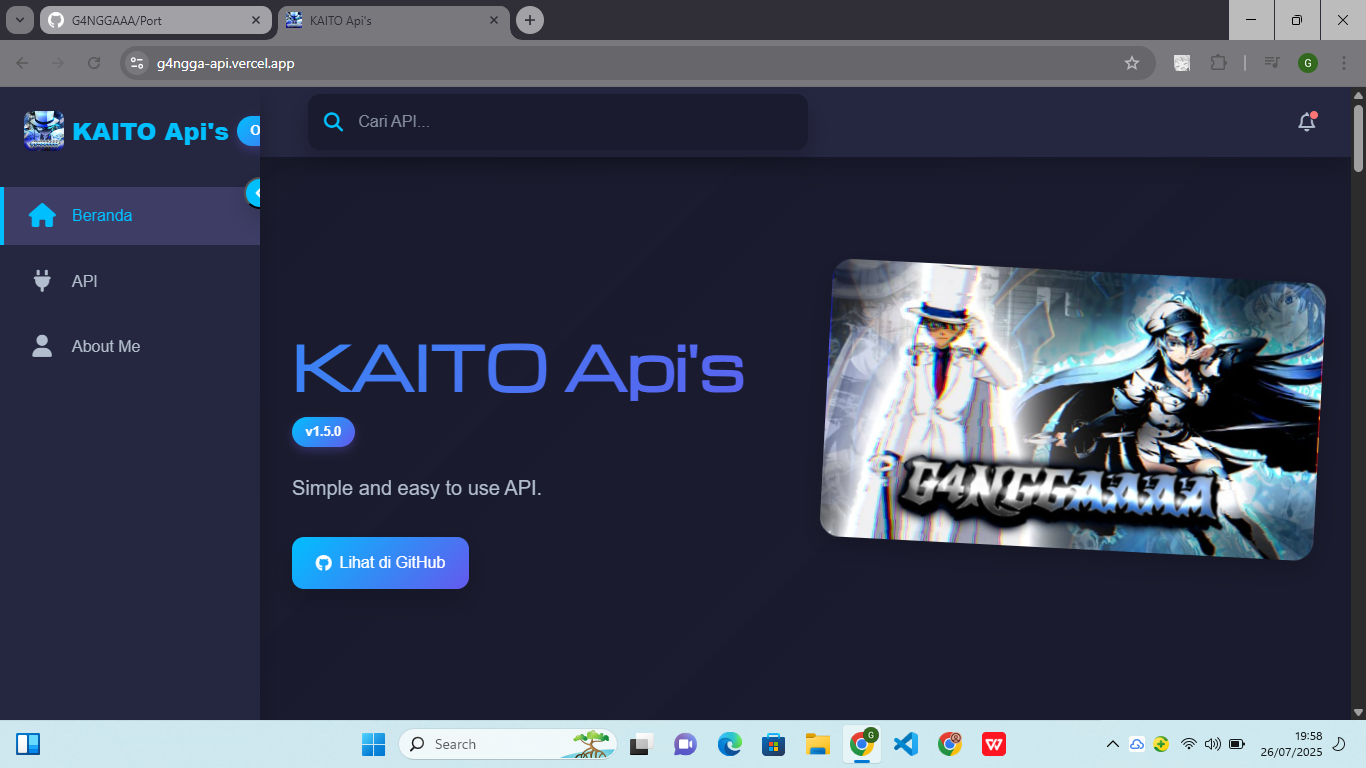 G4NGGAAA/Port
KAITO Api's
g4ngga-api.vercel.app
G
KAITO Api's
O
Cari API...
Beranda
API
About Me
KAITO Api's
v1.5.0
Simple and easy to use API.
Lihat di GitHub
G4NGGAAAA
Search
G
19:58
26/07/2025